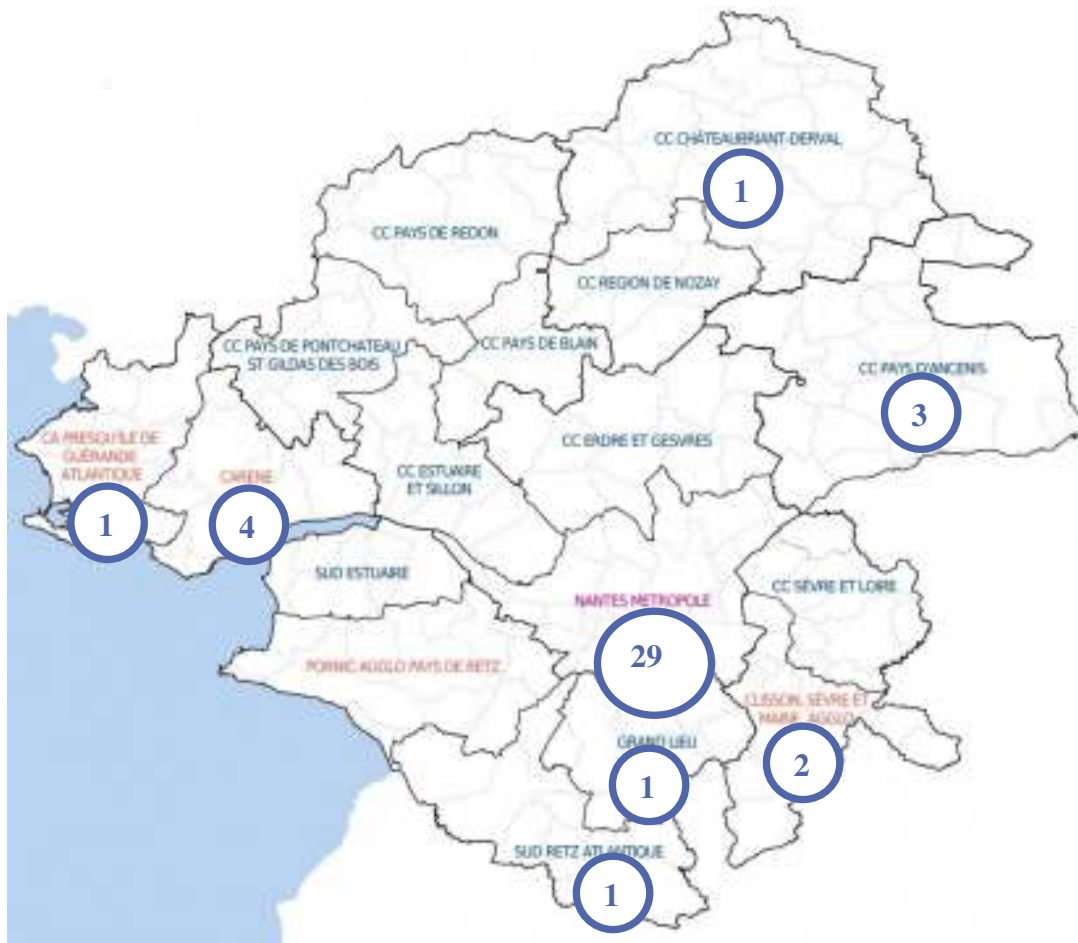 CC CHÂTEAUBRIANT-DERVAL
1
CC PAYS DE REDON
CC REGION DE NOZAY
CC PAYS DE PONTCHATEAU
ST GILDAS DES BOIS
CC PAYS DE BLAIN
CC PAYS D'ANCENIS
3
CA PRESQU'ILE DE
GUÉRANDE
ATLANTIQUE
1
CARENE
4
CC ESTUAIRE
ET SILLON
CC ERDRE ET GESVRES
SUD ESTUAIRE
NANTES METROPOLE
29
CC SÈVRE ET LOIRE
PORNIC AGGLO PAYS DE RETZ
CLISSON, SÈVRE ET
MAINE AGGLO
2
GRAND LIEU
1
SUD RETZ ATLANTIQUE
1